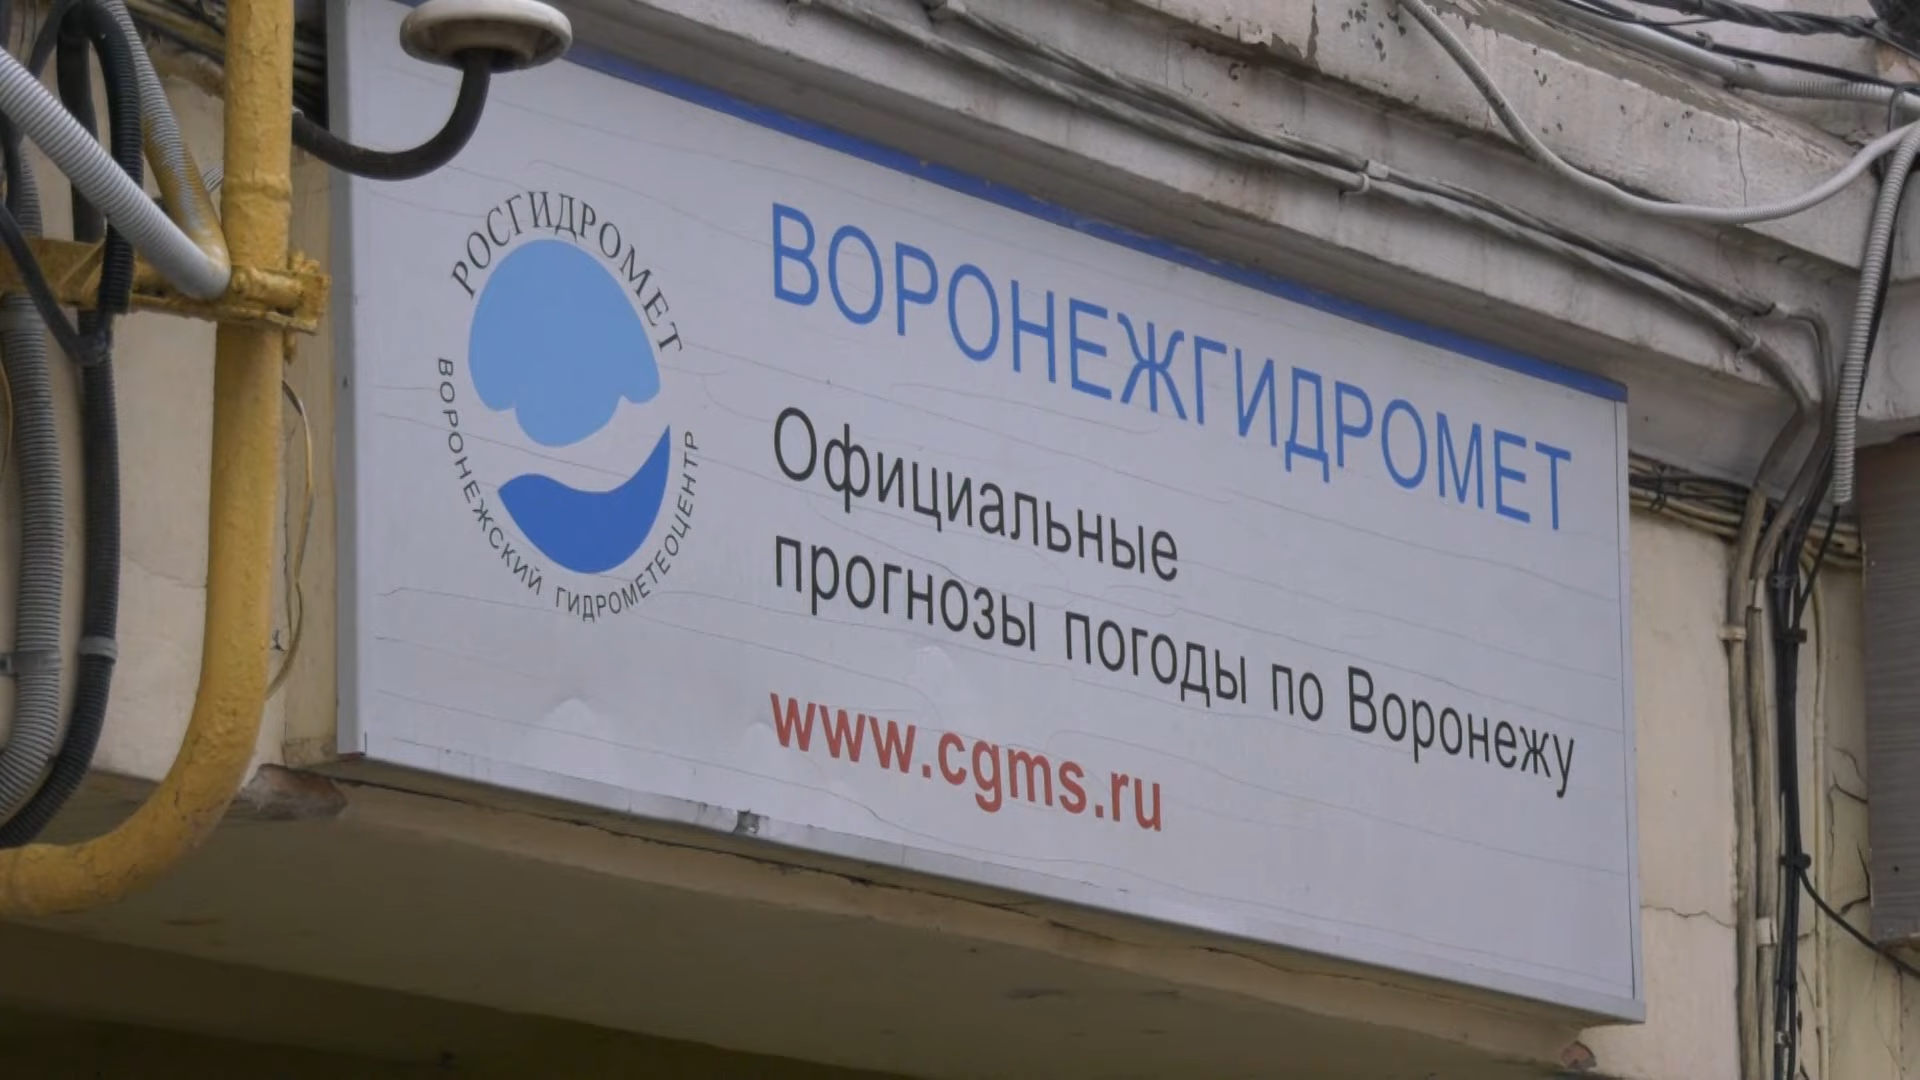 РОСГИДРОМЕТ
ВОРОНЕЖСКИЙ ГИДРОМЕТЕОЦЕНТР
ВОРОНЕЖГИДРОМЕТ
Официальные
прогнозы погоды по Воронежу
www.cgms.ru